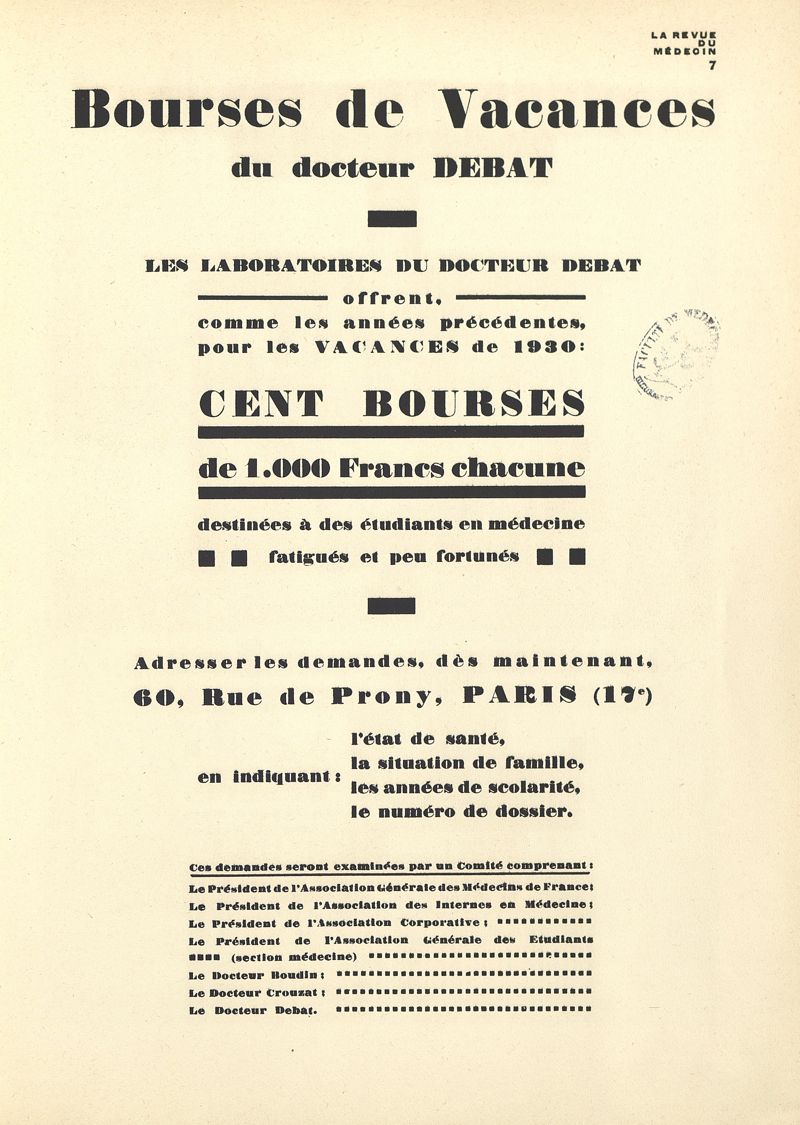 LA REVUE
DU
MÉDECIN
7
Bourses de Vacances
du docteur DEBAT
LES LABORATOIRES DU DOCTEUR DEBAT
offrent,
comme les années précédentes,
pour les VACANCES de 1930:
FACULTÉ DE MEDECINE
CENT BOURSES
de 1.000 Francs chacune
destinées à des étudiants en médecine
fatigués et peu fortunés
Adresser les demandes, dès maintenant,
60, Rue de Prony, PARIS (17e)
en indiquant:
l'état de santé,
la situation de famille,
les années de scolarité,
le numéro de dossier.
Ces demandes seront examinées par un Comité comprenant:
Le Président de l'Association Générale des Médecins de France;
Le Président de l'Association des Internes en Médecine;
Le Président de l'Association Corporative;
Le Président de l'Association Générale des Etudiants
(section médecine)
Le Docteur Boudin;
Le Docteur Crouzat;
Le Docteur Debat.